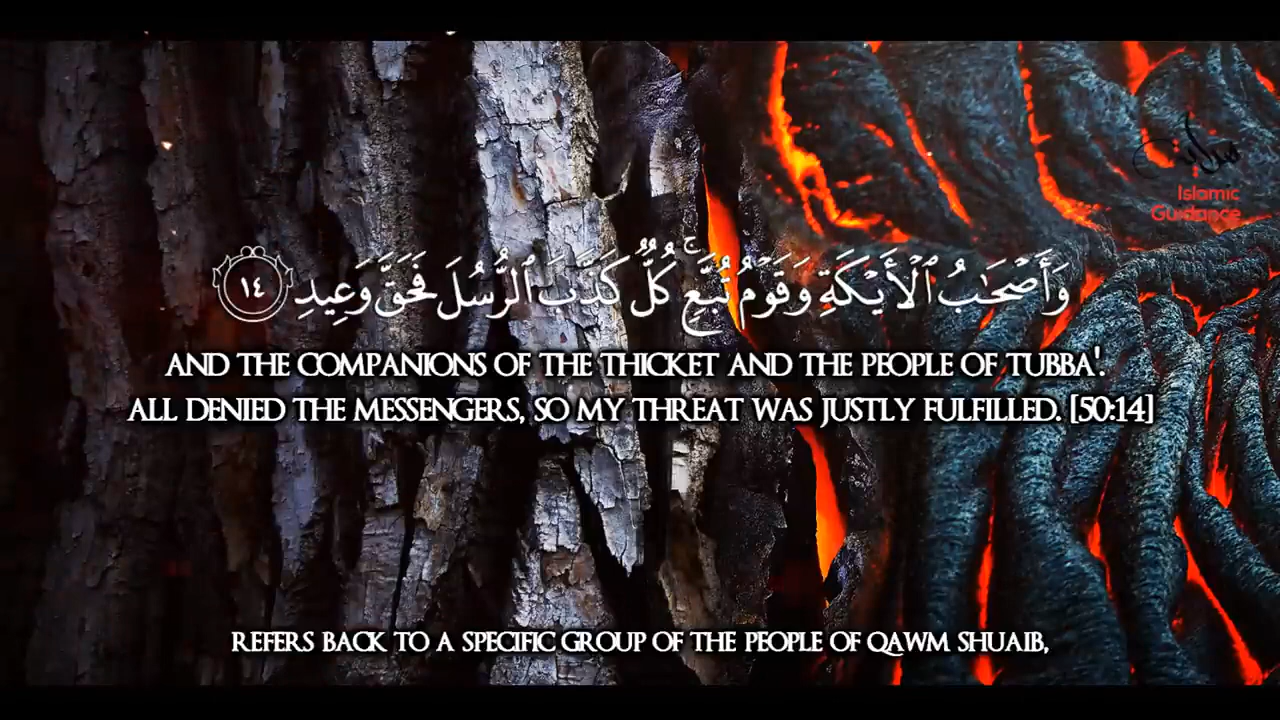 Islamic
Guidance
وَأَصْحَٰبُ ٱلْأَيْكَةِ وَقَوْمُ تُبَّعٍ ۚ كُلٌّ كَذَّبَ ٱلرُّسُلَ فَحَقَّ وَعِيدِ ١٤
AND THE COMPANIONS OF THE THICKET AND THE PEOPLE OF TUBBA'.
ALL DENIED THE MESSENGERS, SO MY THREAT WAS JUSTLY FULFILLED. [50:14]
REFERS BACK TO A SPECIFIC GROUP OF THE PEOPLE OF QAWM SHUAIB,